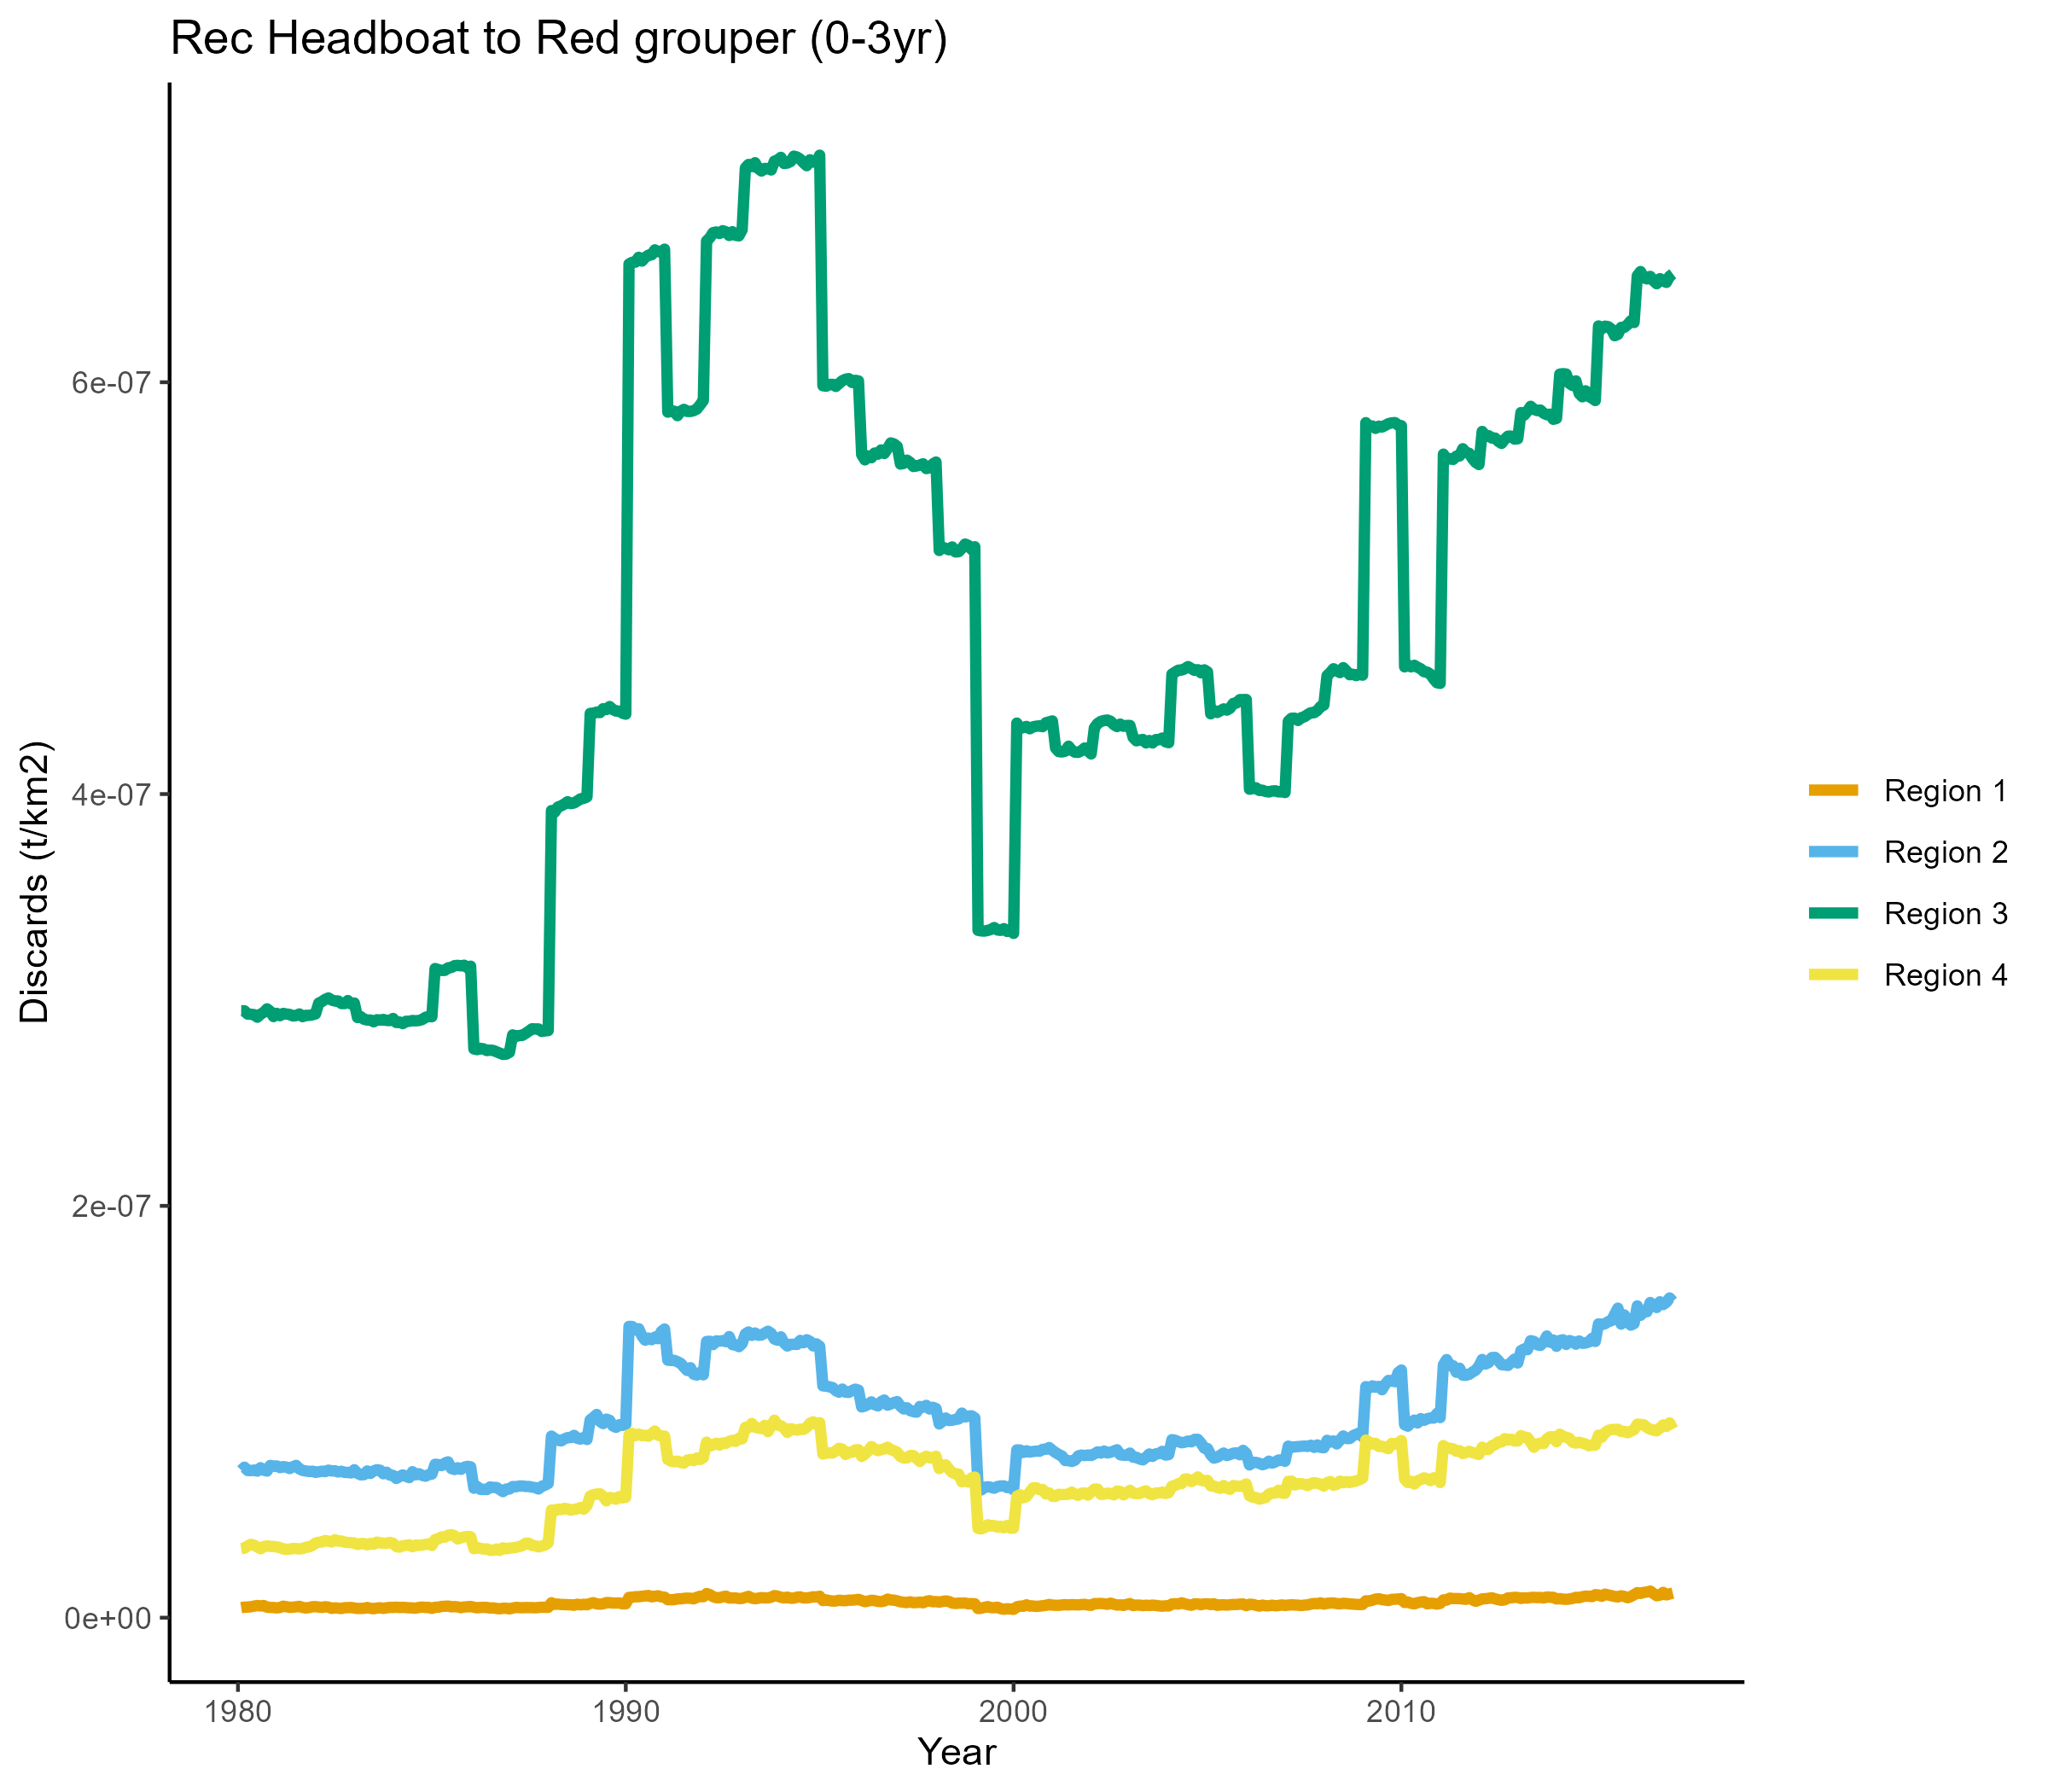 Rec Headboat to Red grouper (0-3yr)
Discards (t/km2)
6e-07
4e-07
2e-07
0e+00
1980
1990
2000
2010
Year
Region 1
Region 2
Region 3
Region 4